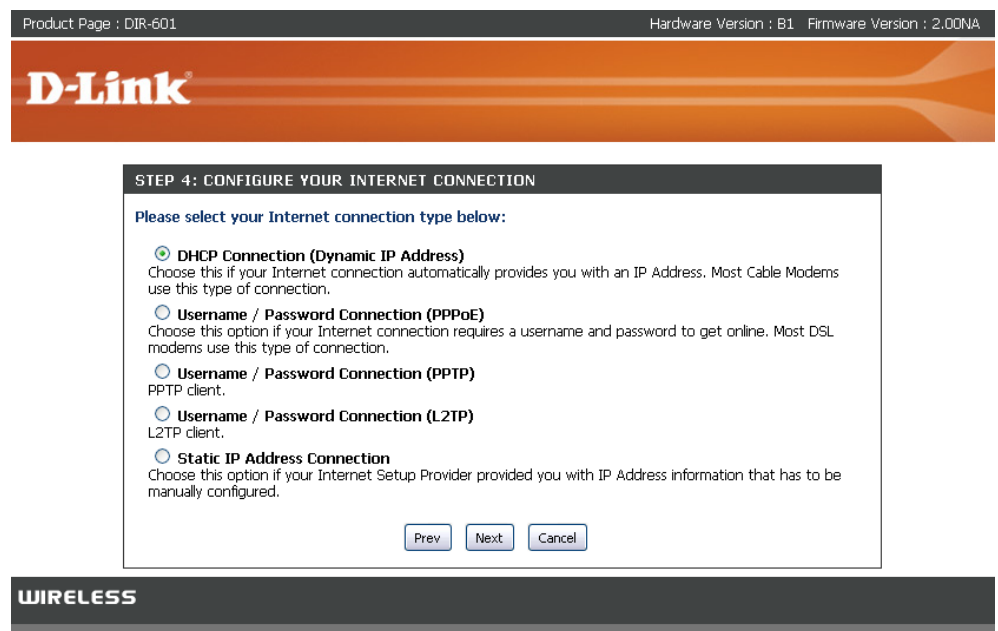 Product Page : DIR-601
Hardware Version : B1 Firmware Version : 2.00NA
D-Link®
STEP 4: CONFIGURE YOUR INTERNET CONNECTION
Please select your Internet connection type below:
DHCP Connection (Dynamic IP Address)
Choose this if your Internet connection automatically provides you with an IP Address. Most Cable Modems
use this type of connection.
Username / Password Connection (PPPoE)
Choose this option if your Internet connection requires a username and password to get online. Most DSL
modems use this type of connection.
Username / Password Connection (PPTP)
PPTP client.
Username / Password Connection (L2TP)
L2TP client.
Static IP Address Connection
Choose this option if your Internet Setup Provider provided you with IP Address information that has to be
manually configured.
Prev Next Cancel
WIRELESS